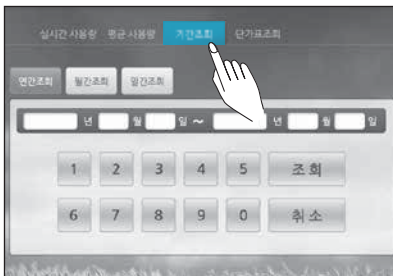 실시간 사용량 평균 사용량 기간조회 단가표조회
연간조회 월간조회 일간조회
년 월 일 ~ 년 월 일
1 2 3 4 5 조회
6 7 8 9 0 취소